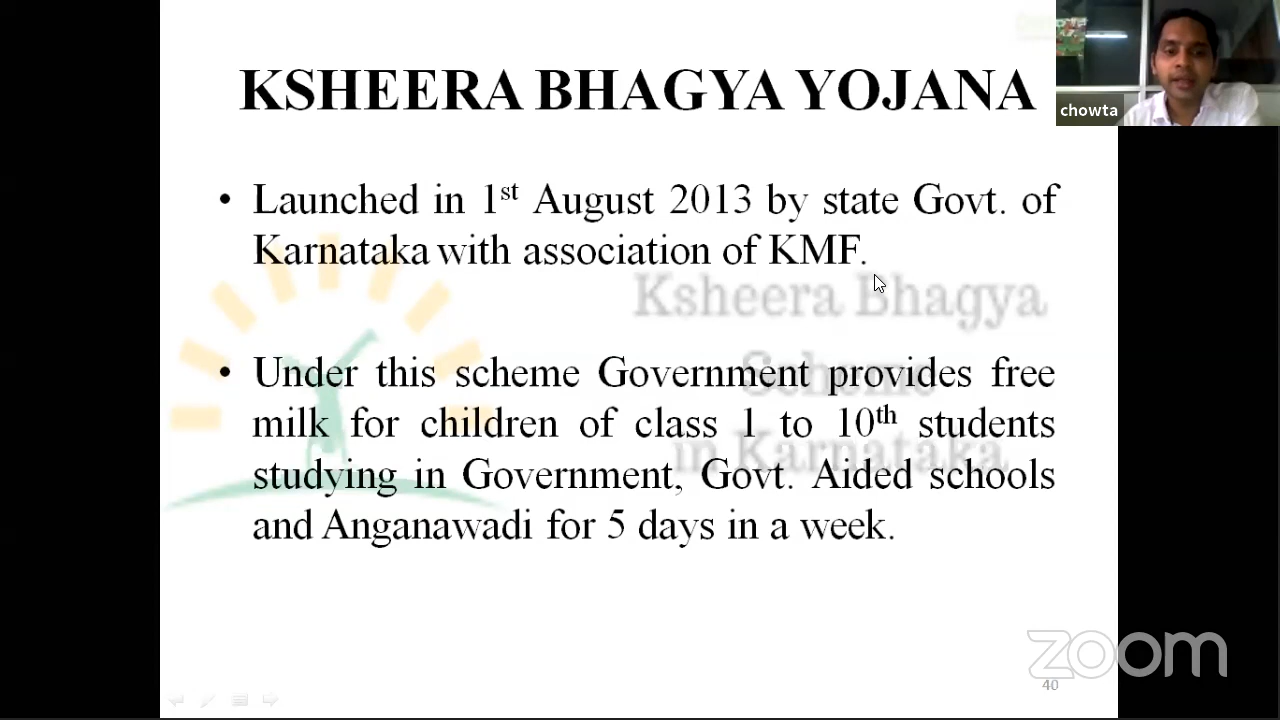 KSHEERA BHAGYA YOJANA
chowta
• Launched in 1st August 2013 by state Govt. of
Karnataka with association of KMF.
Ksheera Bhagya
Scheme
in Karnataka
• Under this scheme Government provides free
milk for children of class 1 to 10th students
studying in Government, Govt. Aided schools
and Anganawadi for 5 days in a week.
zoom
40